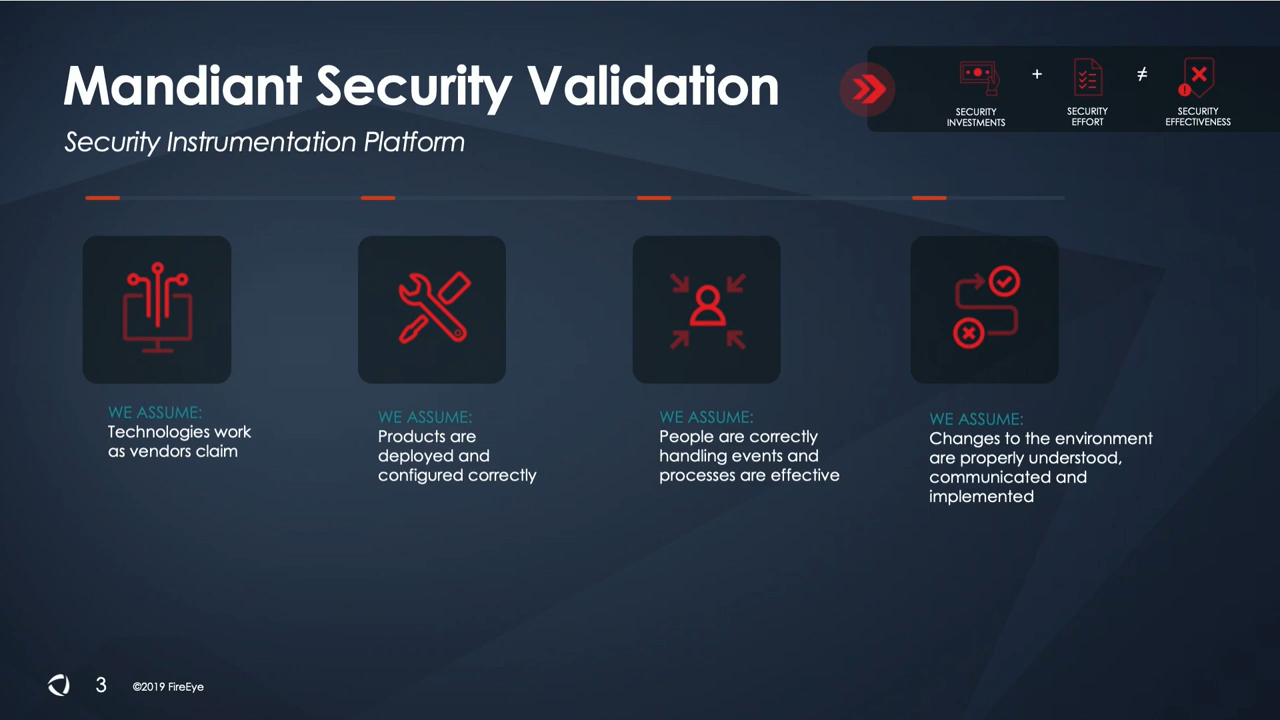 Mandiant Security Validation
Security Instrumentation Platform
SECURITY
INVESTMENTS
+
SECURITY
EFFORT
≠
SECURITY
EFFECTIVENESS
WE ASSUME:
Technologies work
as vendors claim
WE ASSUME:
Products are
deployed and
configured correctly
WE ASSUME:
People are correctly
handling events and
processes are effective
WE ASSUME:
Changes to the environment
are properly understood,
communicated and
implemented
3
©2019 FireEye